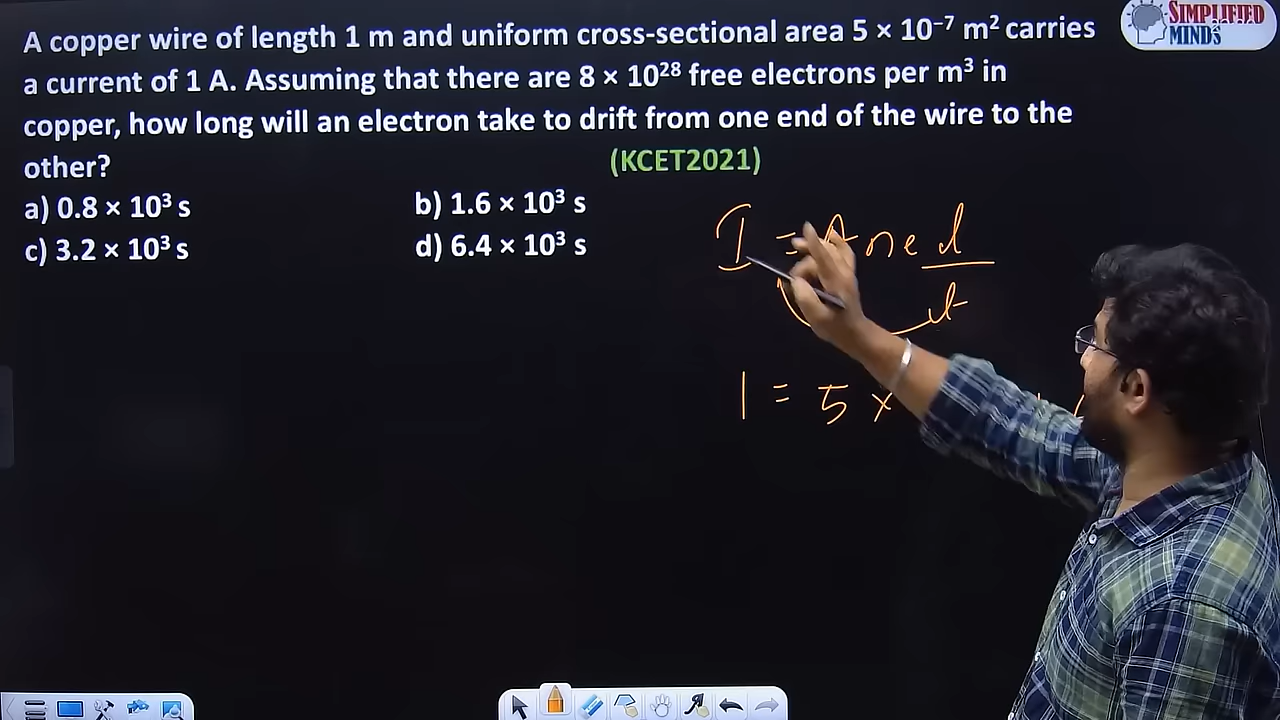 A copper wire of length 1 m and uniform cross-sectional area 5 × 10⁻⁷ m² carries
a current of 1 A. Assuming that there are 8 × 10²⁸ free electrons per m³ in
copper, how long will an electron take to drift from one end of the wire to the
other?
(KCET2021)
a) 0.8 × 10³ s
b) 1.6 × 10³ s
c) 3.2 × 10³ s
d) 6.4 × 10³ s
SIMPLIFIED
MINDS
I = A n e l
t
1 = 5 ×